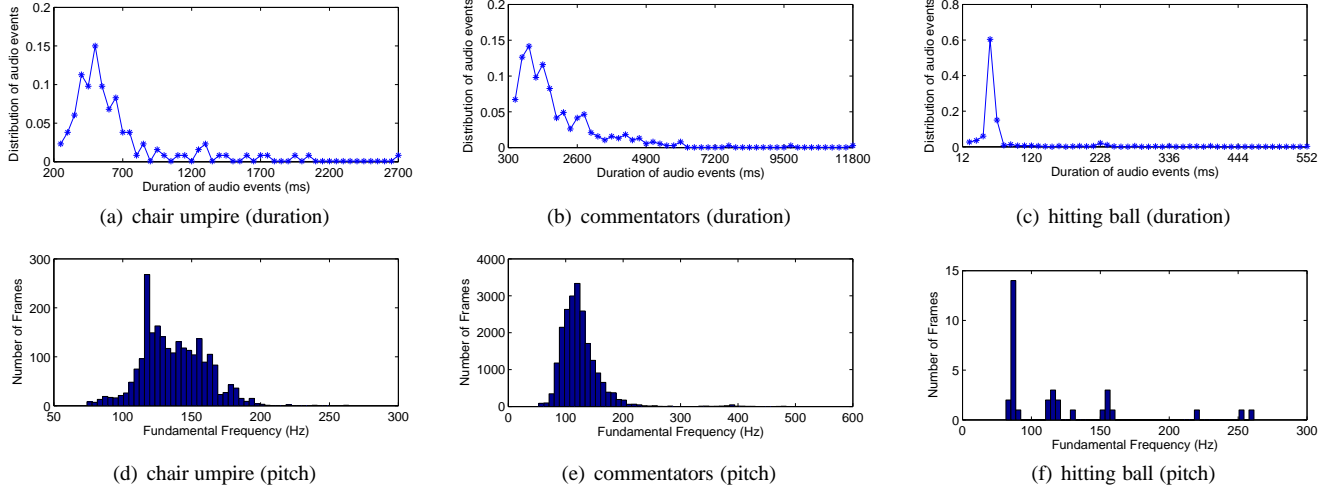 0.2
0.15
0.1
0.05
0
200 700 1200 1700 2200 2700
Distribution of audio events
Duration of audio events (ms)
(a) chair umpire (duration)
0.2
0.15
0.1
0.05
0
300 2600 4900 7200 9500 11800
Distribution of audio events
Duration of audio events (ms)
(b) commentators (duration)
0.8
0.6
0.4
0.2
0
12 120 228 336 444 552
Distribution of audio events
Duration of audio events (ms)
(c) hitting ball (duration)
300
200
100
0
50 100 150 200 250 300
Number of Frames
Fundamental Frequency (Hz)
(d) chair umpire (pitch)
4000
3000
2000
1000
0
0 100 200 300 400 500 600
Number of Frames
Fundamental Frequency (Hz)
(e) commentators (pitch)
15
10
5
0
0 50 100 150 200 250 300
Number of Frames
Fundamental Frequency (Hz)
(f) hitting ball (pitch)